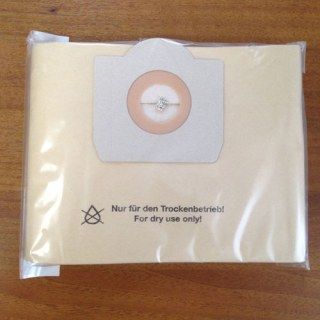 Nur für den Trockenbetrieb!
For dry use only!